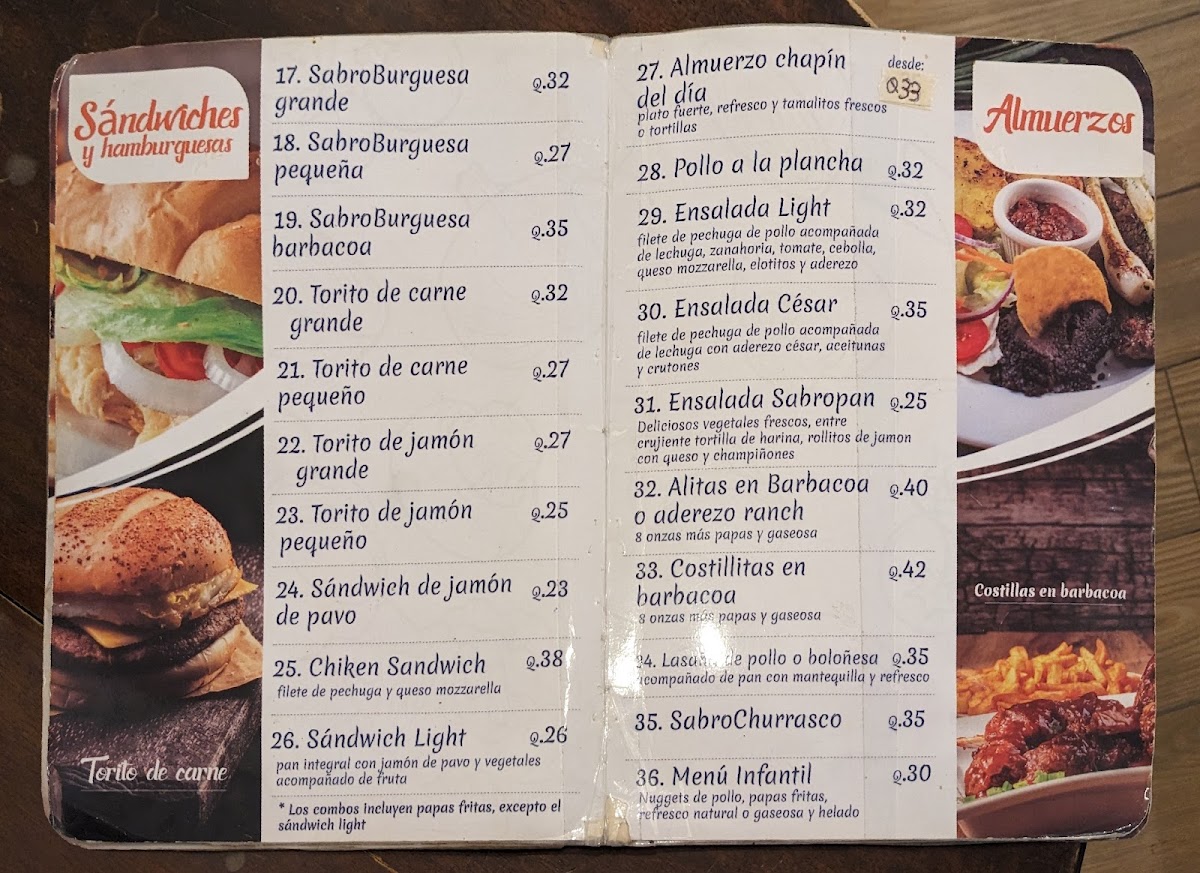 Sándwiches
y hamburguesas
17. SabroBurguesa
grande
Q.32
18. SabroBurguesa
pequeña
Q.27
19. SabroBurguesa
barbacoa
Q.35
20. Torito de carne
grande
Q.32
21. Torito de carne
pequeño
Q.27
22. Torito de jamón
grande
Q.27
23. Torito de jamón
pequeño
Q.25
24. Sándwich de jamón
de pavo
Q.23
25. Chiken Sandwich
Q.38
filete de pechuga y queso mozzarella
26. Sándwich Light
Q.26
pan integral con jamón de pavo y vegetales
acompañado de fruta
* Los combos incluyen papas fritas, excepto el
sándwich light
Torito de carne
27. Almuerzo chapín
del día
desde:
Q33
plato fuerte, refresco y tamalitos frescos
o tortillas
28. Pollo a la plancha
Q.32
29. Ensalada Light
Q.32
filete de pechuga de pollo acompañada
de lechuga, zanahoria, tomate, cebolla,
queso mozzarella, elotitos y aderezo
30. Ensalada César
Q.35
filete de pechuga de pollo acompañada
de lechuga con aderezo césar, aceitunas
y crutones
31. Ensalada Sabropan
Q.25
Deliciosos vegetales frescos, entre
crujiente tortilla de harina, rollitos de jamon
con queso y champiñones
32. Alitas en Barbacoa
o aderezo ranch
Q.40
8 onzas más papas y gaseosa
33. Costillitas en
barbacoa
Q.42
8 onzas más papas y gaseosa
34. Lasaña de pollo o boloñesa
Q.35
acompañado de pan con mantequilla y refresco
35. SabroChurrasco
Q.35
36. Menú Infantil
Q.30
Nuggets de pollo, papas fritas,
refresco natural o gaseosa y helado
Almuerzos
Costillas en barbacoa